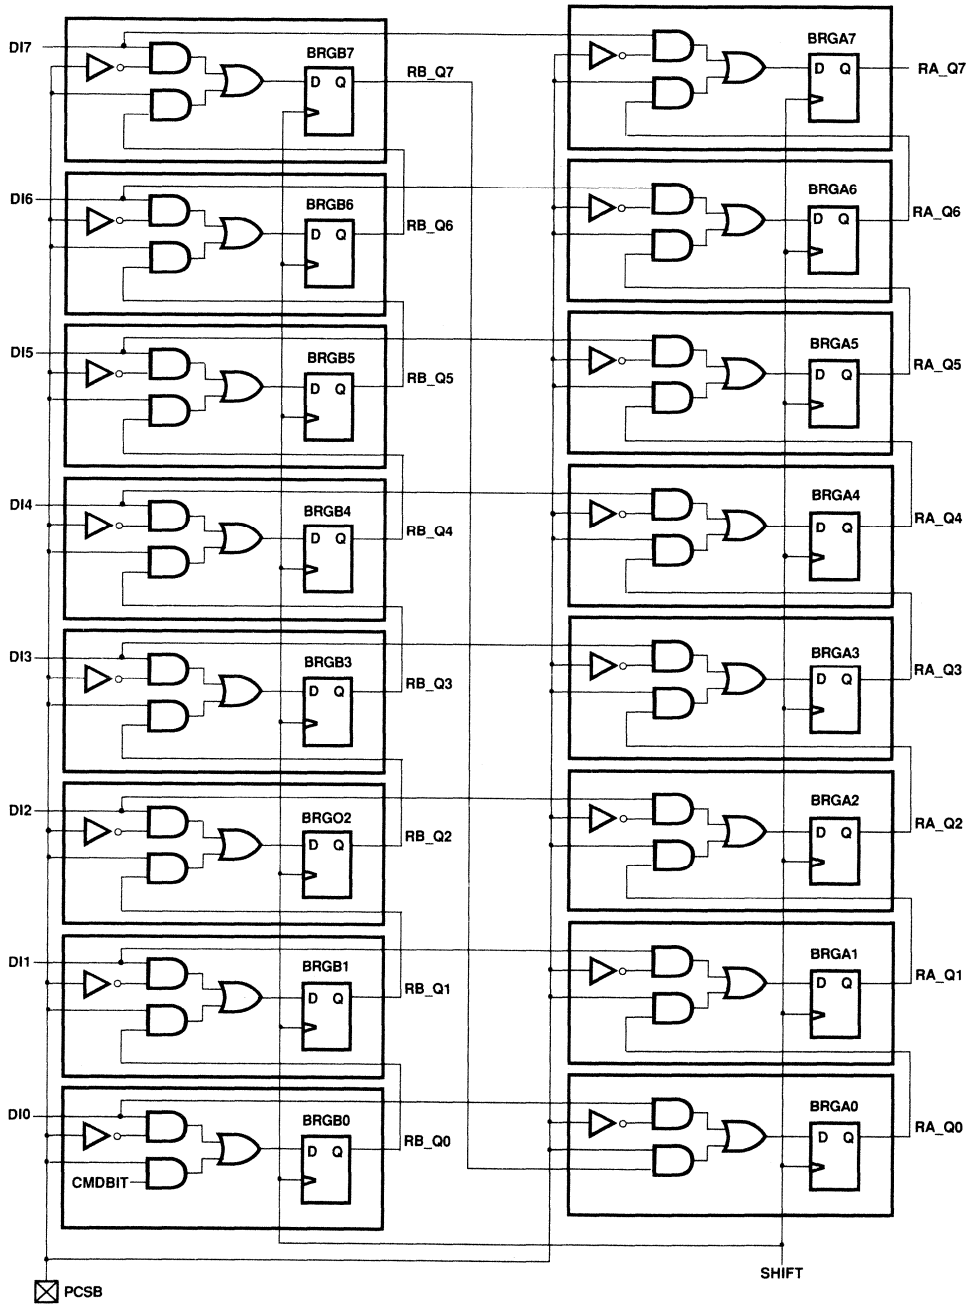 DI7
BRGB7
D Q
RB_Q7
BRGA7
D Q
RA_Q7
DI6
BRGB6
D Q
RB_Q6
BRGA6
D Q
RA_Q6
DI5
BRGB5
D Q
RB_Q5
BRGA5
D Q
RA_Q5
DI4
BRGB4
D Q
RB_Q4
BRGA4
D Q
RA_Q4
DI3
BRGB3
D Q
RB_Q3
BRGA3
D Q
RA_Q3
DI2
BRGO2
D Q
RB_Q2
BRGA2
D Q
RA_Q2
DI1
BRGB1
D Q
RB_Q1
BRGA1
D Q
RA_Q1
DI0
BRGB0
D Q
RB_Q0
CMDBIT
BRGA0
D Q
RA_Q0
SHIFT
PCSB